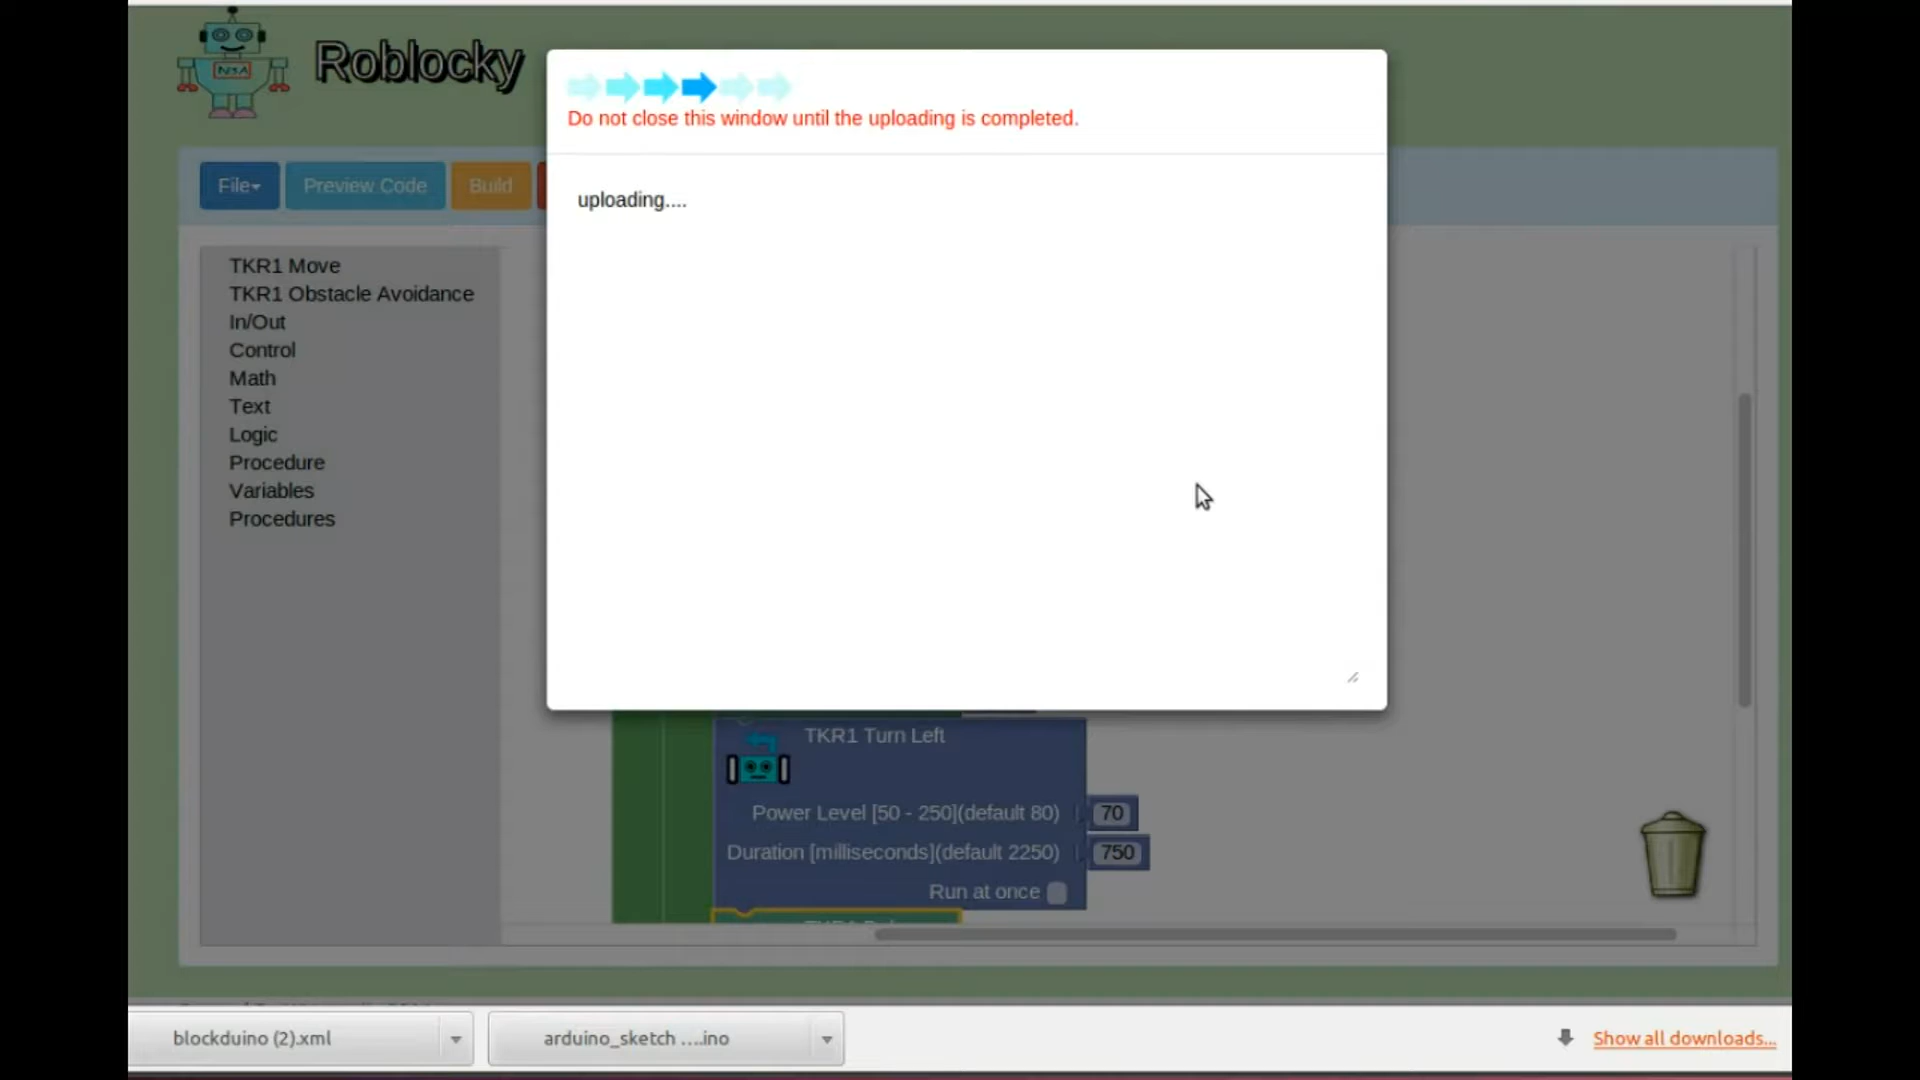 NSA
Roblocky
Do not close this window until the uploading is completed.
File
Preview Code
Build
uploading....
TKR1 Move
TKR1 Obstacle Avoidance
In/Out
Control
Math
Text
Logic
Procedure
Variables
Procedures
TKR1 Turn Left
Power Level [50 - 250](default 80) 70
Duration [milliseconds](default 2250) 750
Run at once
TKR1
blockduino (2).xml
arduino_sketch ....ino
Show all downloads...